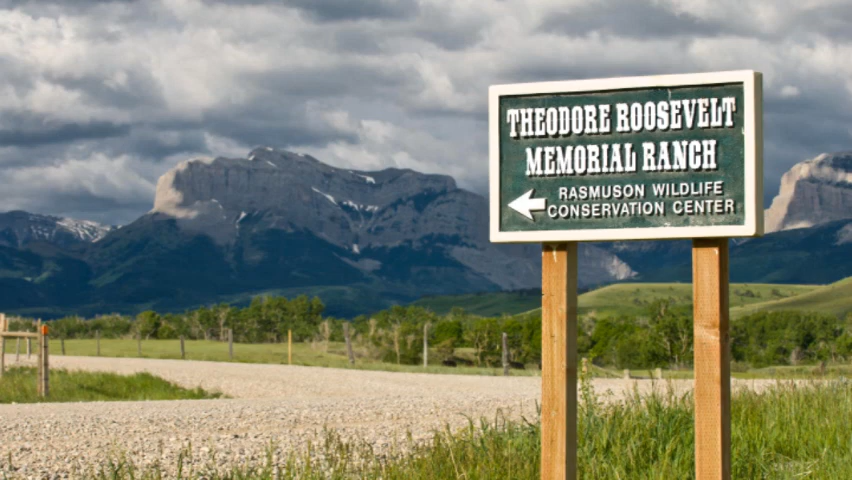 THEODORE ROOSEVELT
MEMORIAL RANCH
RASMUSON WILDLIFE
CONSERVATION CENTER